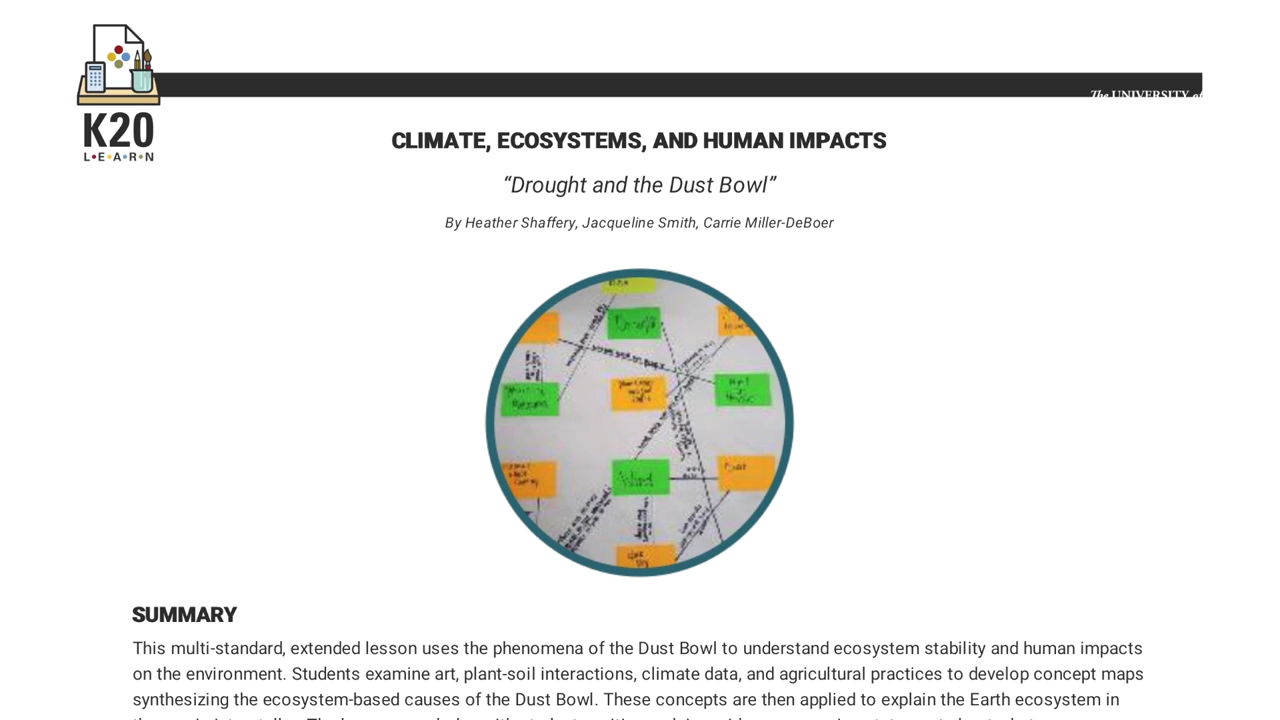 The UNIVERSITY of
K20
L•E•A•R•N
CLIMATE, ECOSYSTEMS, AND HUMAN IMPACTS
“Drought and the Dust Bowl”
By Heather Shaffery, Jacqueline Smith, Carrie Miller-DeBoer
Wind
SUMMARY
This multi-standard, extended lesson uses the phenomena of the Dust Bowl to understand ecosystem stability and human impacts
on the environment. Students examine art, plant-soil interactions, climate data, and agricultural practices to develop concept maps
synthesizing the ecosystem-based causes of the Dust Bowl. These concepts are then applied to explain the Earth ecosystem in